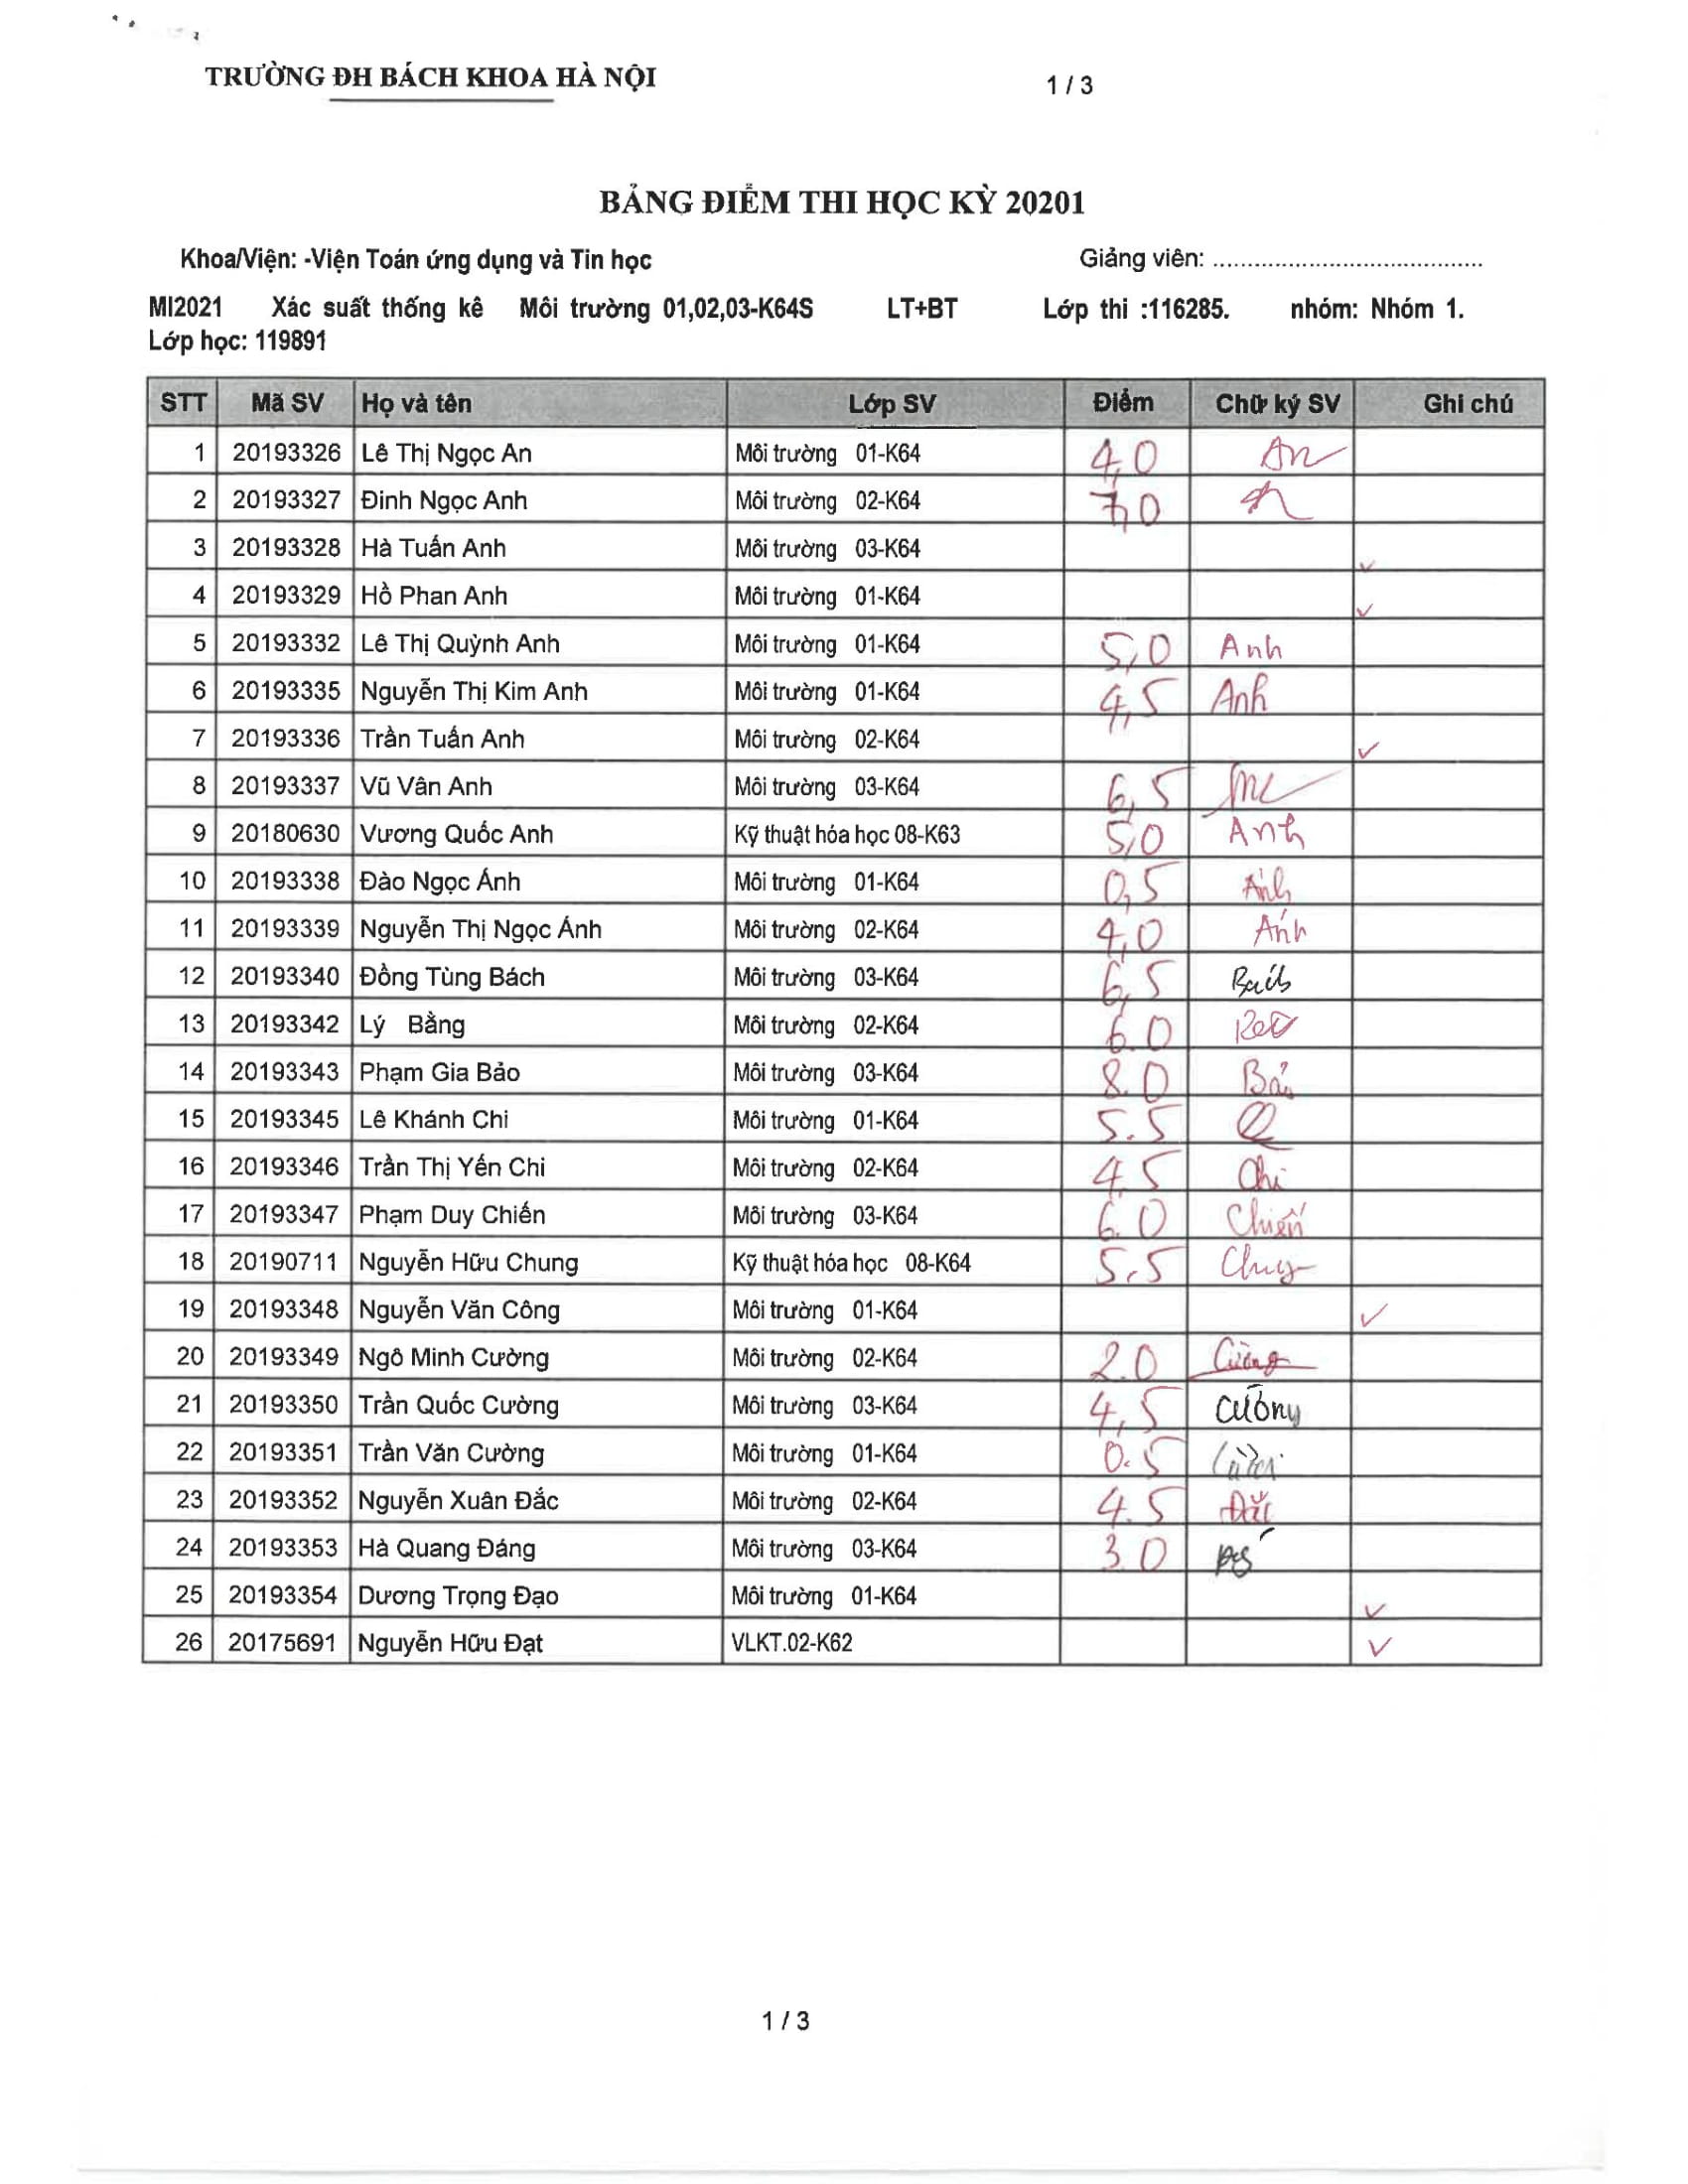 TRƯỜNG ĐH BÁCH KHOA HÀ NỘI 1 / 3
BẢNG ĐIỂM THI HỌC KỲ 20201
Khoa/Viện: -Viện Toán ứng dụng và Tin học Giảng viên: .......................................
MI2021 Xác suất thống kê Môi trường 01,02,03-K64S LT+BT Lớp thi :116285. nhóm: Nhóm 1.
Lớp học: 119891
STT Mã SV Họ và tên Lớp SV Điểm Chữ ký SV Ghi chú
1 20193326 Lê Thị Ngọc An Môi trường 01-K64 4,0 An
2 20193327 Đinh Ngọc Anh Môi trường 02-K64 7,0
3 20193328 Hà Tuấn Anh Môi trường 03-K64 ✓
4 20193329 Hồ Phan Anh Môi trường 01-K64 ✓
5 20193332 Lê Thị Quỳnh Anh Môi trường 01-K64 5,0 Anh
6 20193335 Nguyễn Thị Kim Anh Môi trường 01-K64 4,5 Anh
7 20193336 Trần Tuấn Anh Môi trường 02-K64 ✓
8 20193337 Vũ Vân Anh Môi trường 03-K64 6,5
9 20180630 Vương Quốc Anh Kỹ thuật hóa học 08-K63 5,0 Anh
10 20193338 Đào Ngọc Ánh Môi trường 01-K64 0,5 Ánh
11 20193339 Nguyễn Thị Ngọc Ánh Môi trường 02-K64 4,0 Ánh
12 20193340 Đồng Tùng Bách Môi trường 03-K64 6,5 Bách
13 20193342 Lý Bằng Môi trường 02-K64 6.0
14 20193343 Phạm Gia Bảo Môi trường 03-K64 8.0 Bảo
15 20193345 Lê Khánh Chi Môi trường 01-K64 5.5
16 20193346 Trần Thị Yến Chi Môi trường 02-K64 4,5 Chi
17 20193347 Phạm Duy Chiến Môi trường 03-K64 6.0 Chiến
18 20190711 Nguyễn Hữu Chung Kỹ thuật hóa học 08-K64 5.5 Chung
19 20193348 Nguyễn Văn Công Môi trường 01-K64 ✓
20 20193349 Ngô Minh Cường Môi trường 02-K64 2.0 Cường
21 20193350 Trần Quốc Cường Môi trường 03-K64 4,5 Cường
22 20193351 Trần Văn Cường Môi trường 01-K64 0.5
23 20193352 Nguyễn Xuân Đắc Môi trường 02-K64 4.5 Đắc
24 20193353 Hà Quang Đáng Môi trường 03-K64 3.0
25 20193354 Dương Trọng Đạo Môi trường 01-K64 ✓
26 20175691 Nguyễn Hữu Đạt VLKT.02-K62 ✓
1 / 3